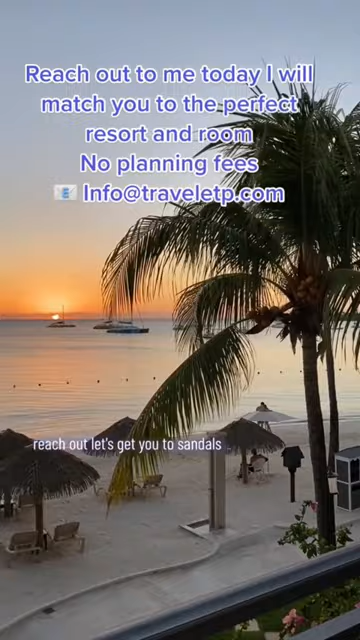 Reach out to me today I will
match you to the perfect
resort and room
No planning fees
📧 Info@traveletp.com
reach out let's get you to sandals